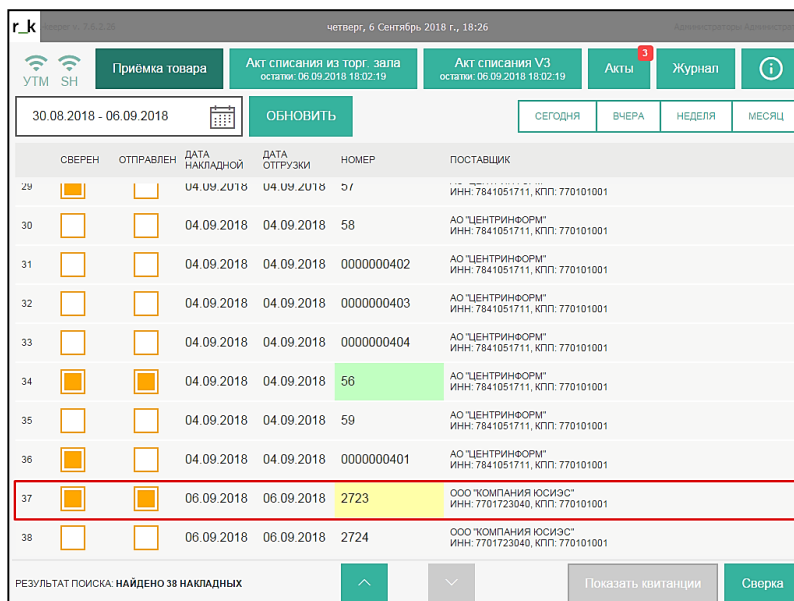 r_k
четверг, 6 Сентябрь 2018 г., 18:26
УТМ SH
Приёмка товара
Акт списания из торг. зала
остатки: 06.09.2018 18:02:19
Акт списания V3
остатки: 06.09.2018 18:02:19
Акты 3
Журнал
30.08.2018 - 06.09.2018
ОБНОВИТЬ
СЕГОДНЯ ВЧЕРА НЕДЕЛЯ МЕСЯЦ
СВЕРЕН ОТПРАВЛЕН ДАТА НАКЛАДНОЙ ДАТА ОТГРУЗКИ НОМЕР ПОСТАВЩИК
29 04.09.2018 04.09.2018 57
ИНН: 7841051711, КПП: 770101001
30 04.09.2018 04.09.2018 58 АО "ЦЕНТРИНФОРМ"
ИНН: 7841051711, КПП: 770101001
31 04.09.2018 04.09.2018 0000000402 АО "ЦЕНТРИНФОРМ"
ИНН: 7841051711, КПП: 770101001
32 04.09.2018 04.09.2018 0000000403 АО "ЦЕНТРИНФОРМ"
ИНН: 7841051711, КПП: 770101001
33 04.09.2018 04.09.2018 0000000404 АО "ЦЕНТРИНФОРМ"
ИНН: 7841051711, КПП: 770101001
34 04.09.2018 04.09.2018 56 АО "ЦЕНТРИНФОРМ"
ИНН: 7841051711, КПП: 770101001
35 04.09.2018 04.09.2018 59 АО "ЦЕНТРИНФОРМ"
ИНН: 7841051711, КПП: 770101001
36 04.09.2018 04.09.2018 0000000401 АО "ЦЕНТРИНФОРМ"
ИНН: 7841051711, КПП: 770101001
37 06.09.2018 06.09.2018 2723 ООО "КОМПАНИЯ ЮСИЭС"
ИНН: 7701723040, КПП: 770101001
38 06.09.2018 06.09.2018 2724 ООО "КОМПАНИЯ ЮСИЭС"
ИНН: 7701723040, КПП: 770101001
РЕЗУЛЬТАТ ПОИСКА: НАЙДЕНО 38 НАКЛАДНЫХ
Показать квитанции
Сверка